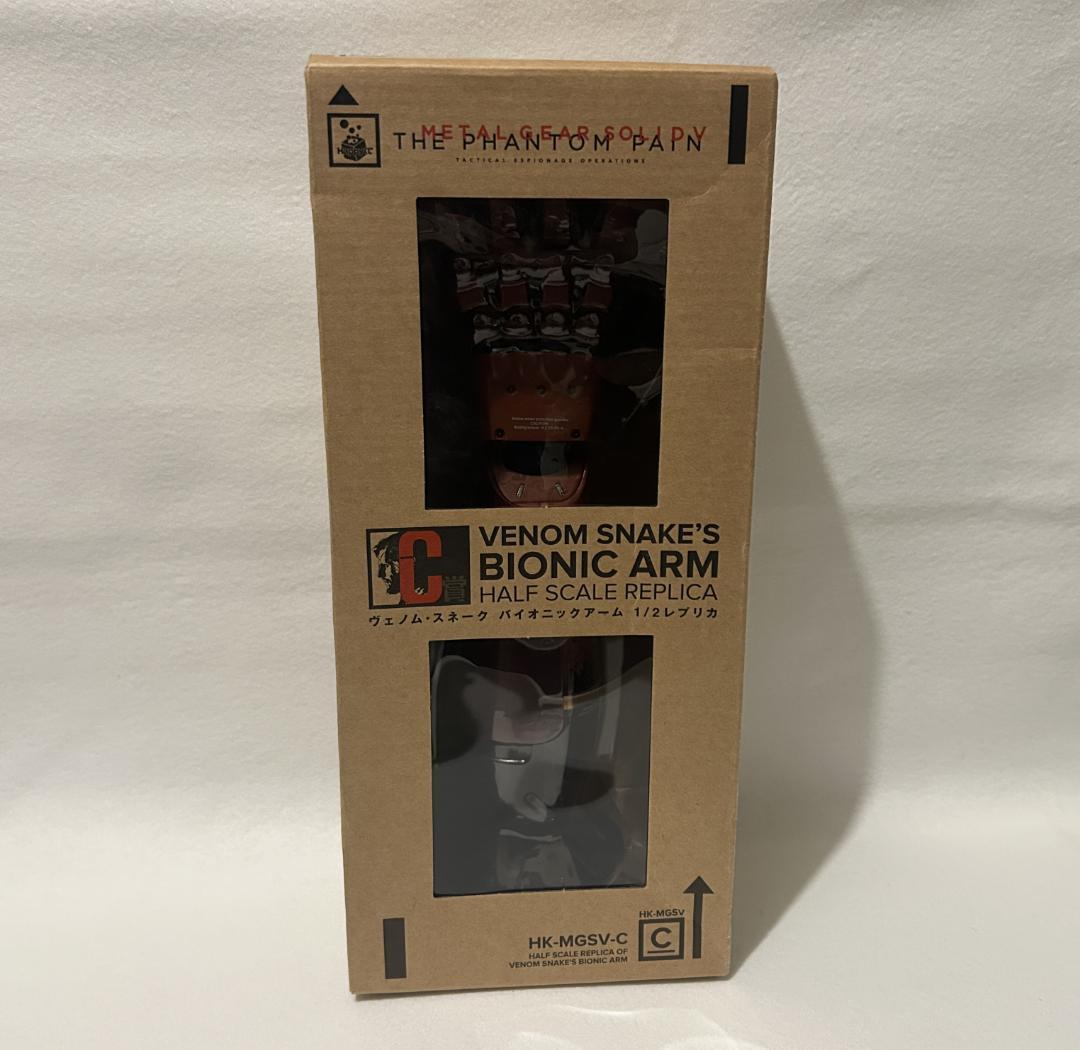 METAL GEAR SOLID V
THE PHANTOM PAIN
TACTICAL ESPIONAGE OPERATIONS
C賞
VENOM SNAKE'S
BIONIC ARM
HALF SCALE REPLICA
ヴェノム・スネーク バイオニックアーム 1/2レプリカ
HK-MGSV
C
HK-MGSV-C
HALF SCALE REPLICA OF
VENOM SNAKE'S BIONIC ARM